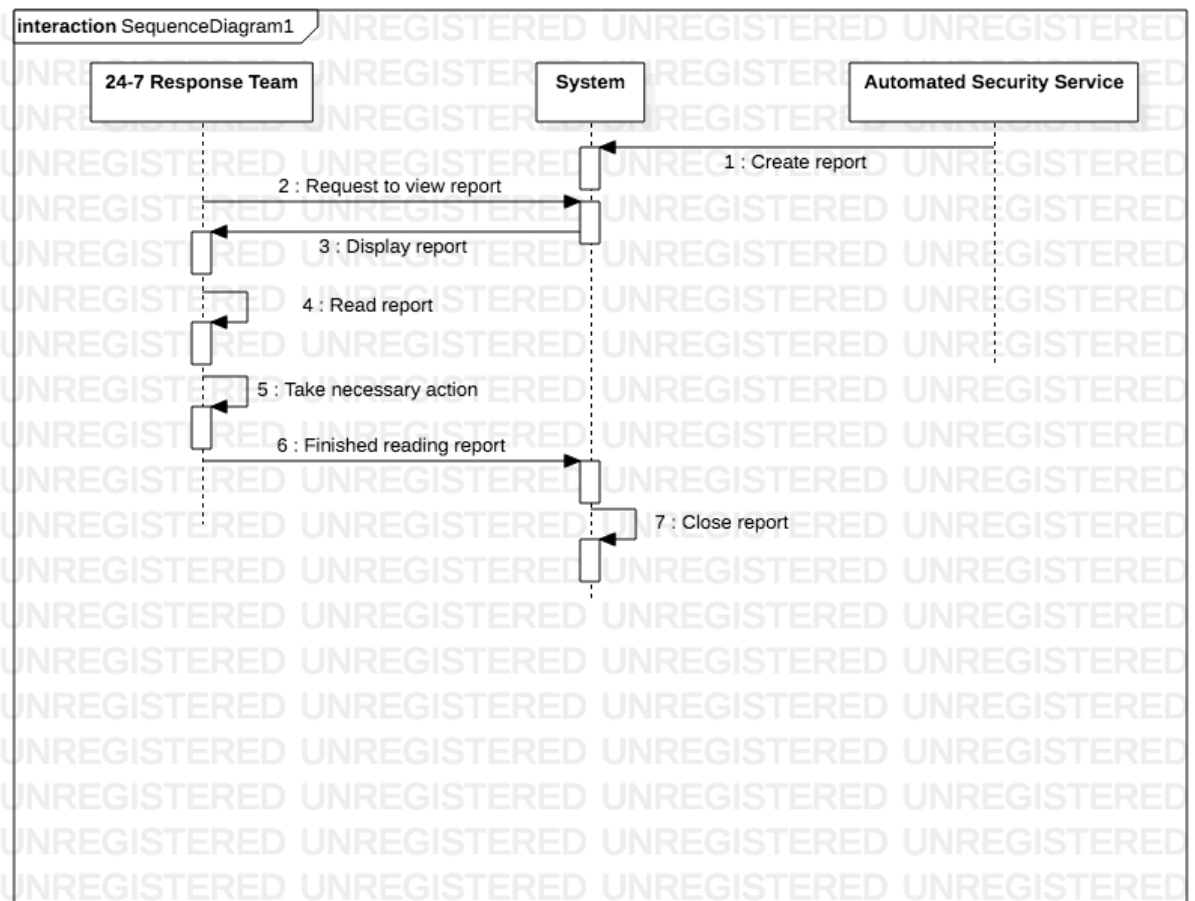 interaction SequenceDiagram1
24-7 Response Team
System
Automated Security Service
1 : Create report
2 : Request to view report
3 : Display report
4 : Read report
5 : Take necessary action
6 : Finished reading report
7 : Close report
UNREGISTERED UNREGISTERED UNREGISTERED UNREGISTERED